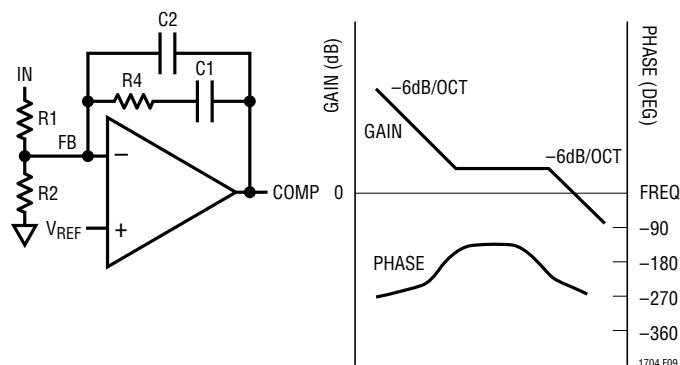 C2
R4
C1
IN
R1
FB
R2
V_REF
−
+
COMP
GAIN (dB)
0
PHASE (DEG)
−6dB/OCT
GAIN
−6dB/OCT
FREQ
−90
PHASE
−180
−270
−360
1704 F09